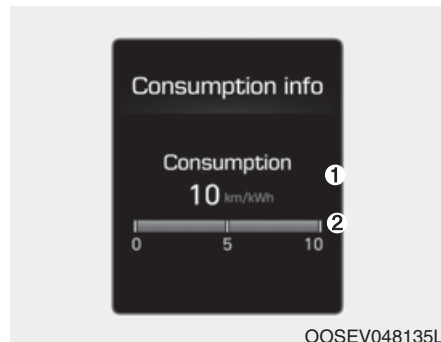 Consumption info
Consumption
①
10 km/kWh
②
0 5 10
OOSEV048135L